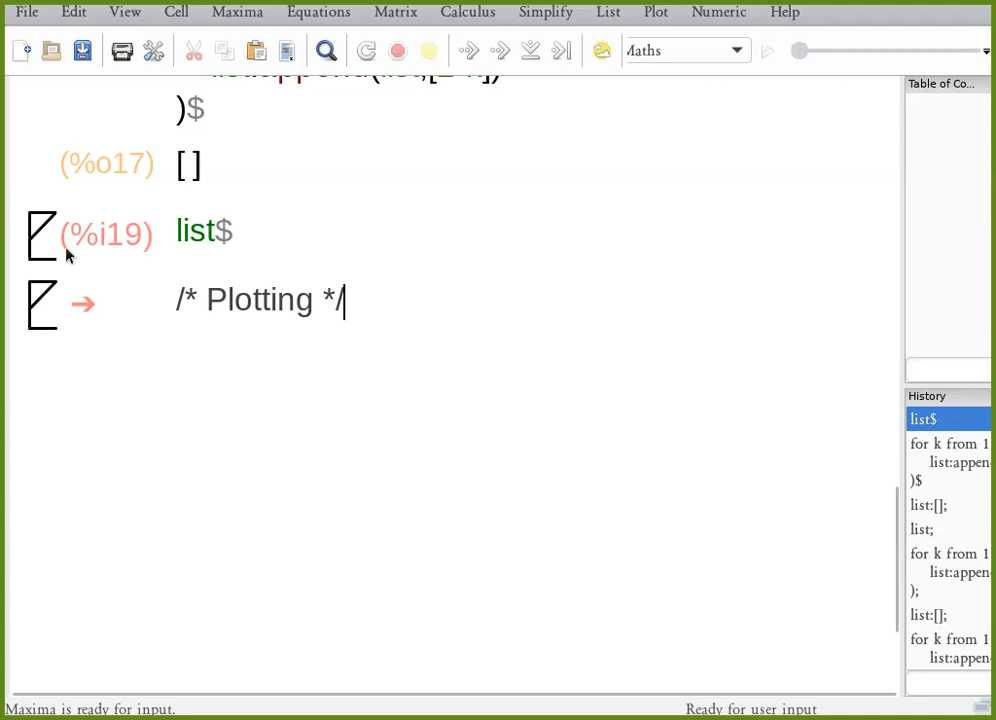 File Edit View Cell Maxima Equations Matrix Calculus Simplify List Plot Numeric Help
Maths
Table of Co...
)$
(%o17) [ ]
(%i19) list$
➔ /* Plotting */
History
list$
for k from 1
list:appen
)$
list:[];
list;
for k from 1
list:appen
);
list:[];
for k from 1
list:appen
Maxima is ready for input. Ready for user input